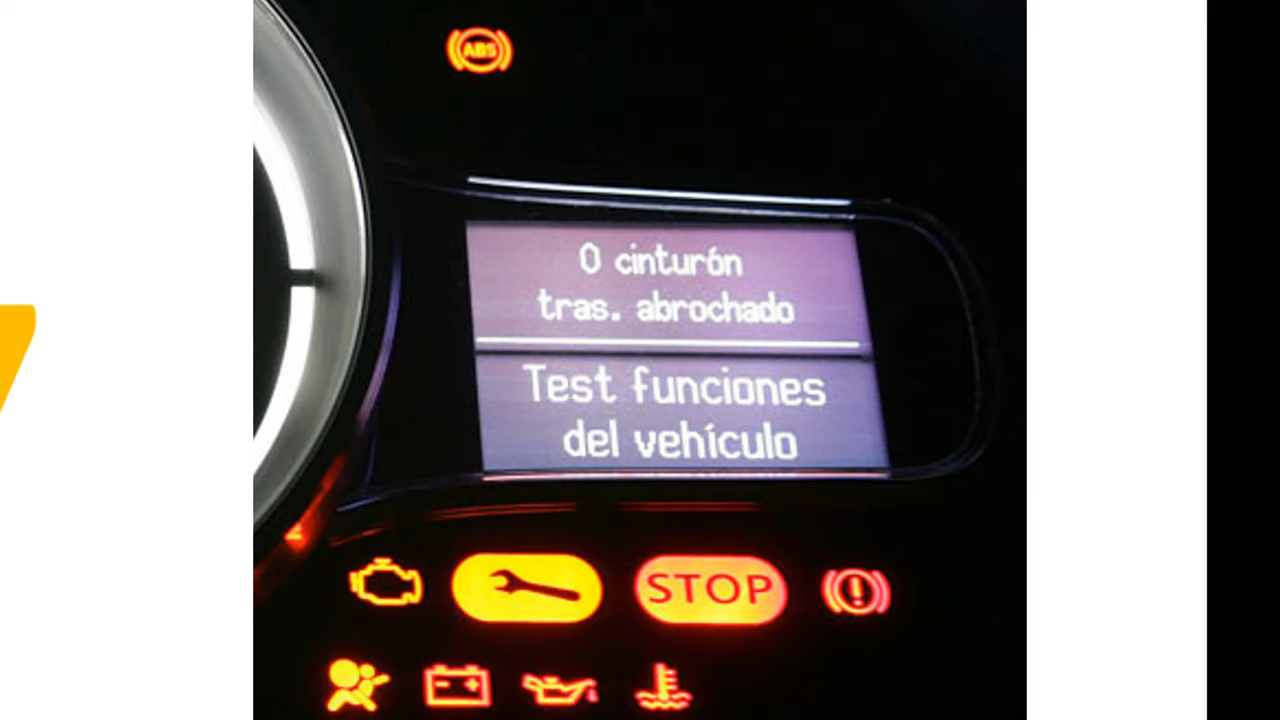 ABS
0 cinturón
tras. abrochado
Test funciones
del vehículo
STOP